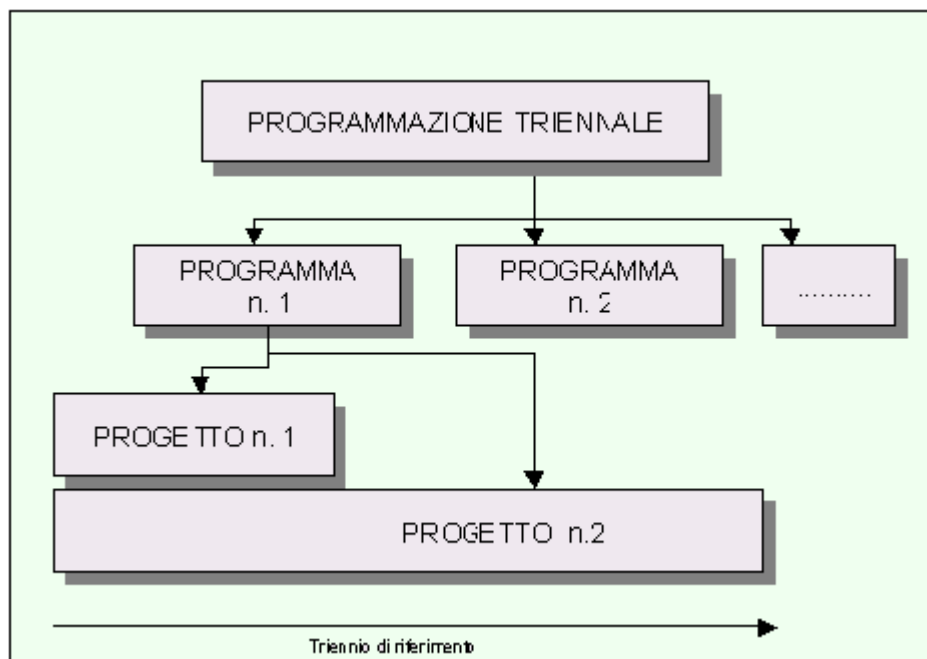 PROGRAMMAZIONE TRIENNALE
PROGRAMMA
n. 1
PROGRAMMA
n. 2
..........
PROGETTO n. 1
PROGETTO n.2
Triennio di riferimento